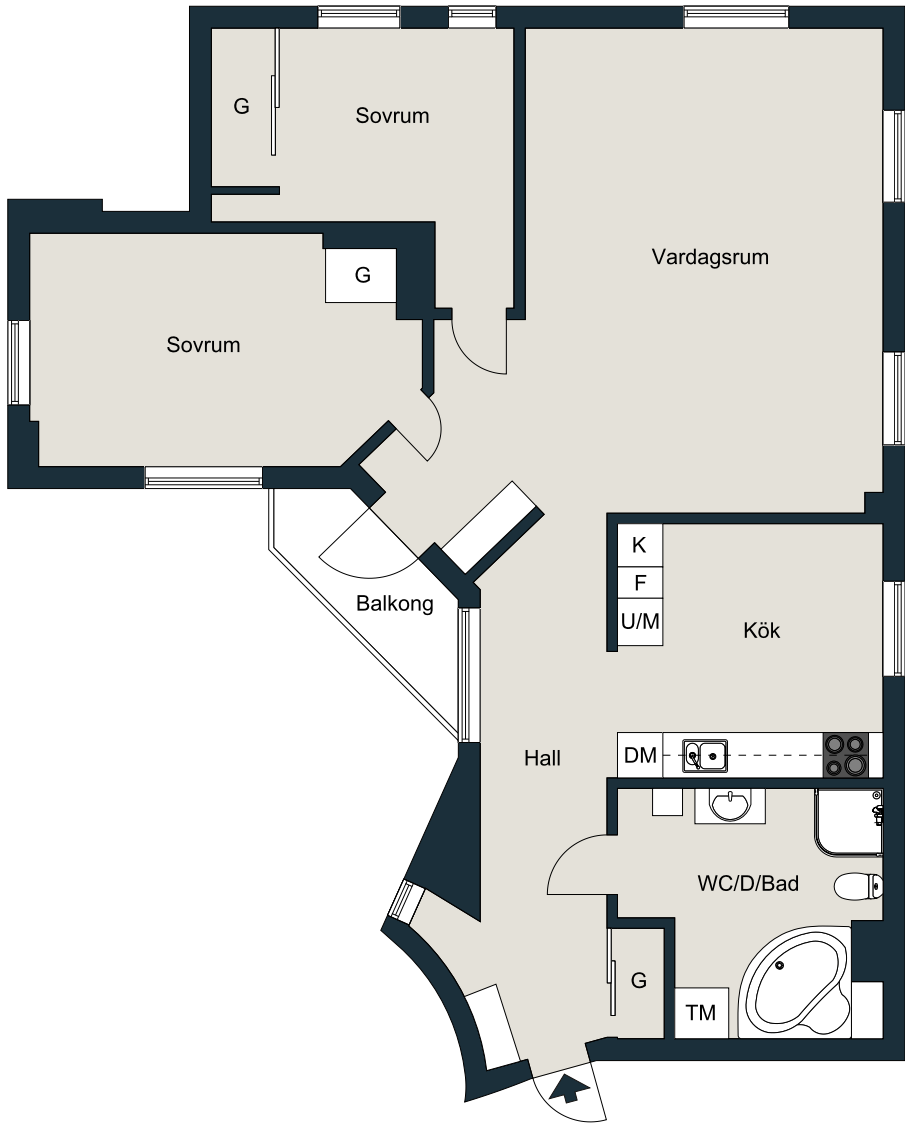 G
Sovrum
Vardagsrum
G
Sovrum
K
F
U/M
Kök
Balkong
DM
Hall
WC/D/Bad
G
TM